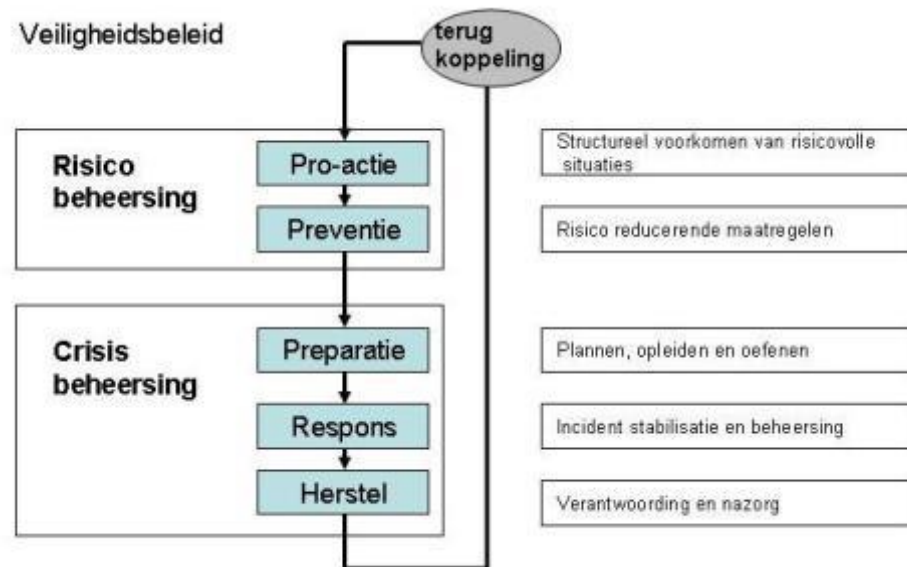 Veiligheidsbeleid
terug
koppeling
Risico
beheersing
Pro-actie
Structureel voorkomen van risicovolle
situaties
Preventie
Risico reducerende maatregelen
Crisis
beheersing
Preparatie
Plannen, opleiden en oefenen
Respons
Incident stabilisatie en beheersing
Herstel
Verantwoording en nazorg